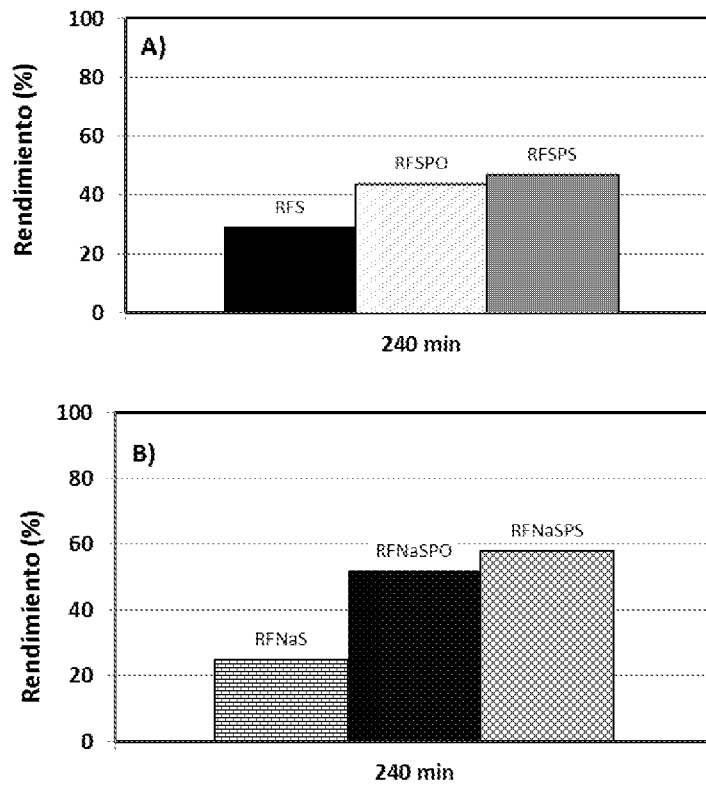 A)
Rendimiento (%)
100
80
60
40
20
0
RFS
RFSPO
RFSPS
240 min
B)
Rendimiento (%)
100
80
60
40
20
0
RFNaS
RFNaSPO
RFNaSPS
240 min